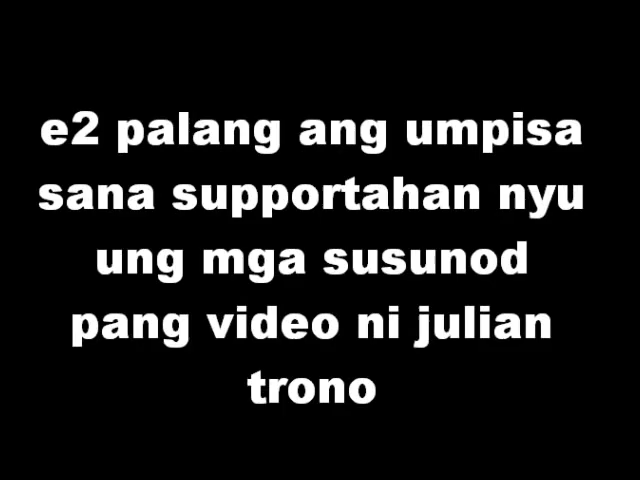 e2 palang ang umpisa
sana supportahan nyu
ung mga susunod
pang video ni julian
trono